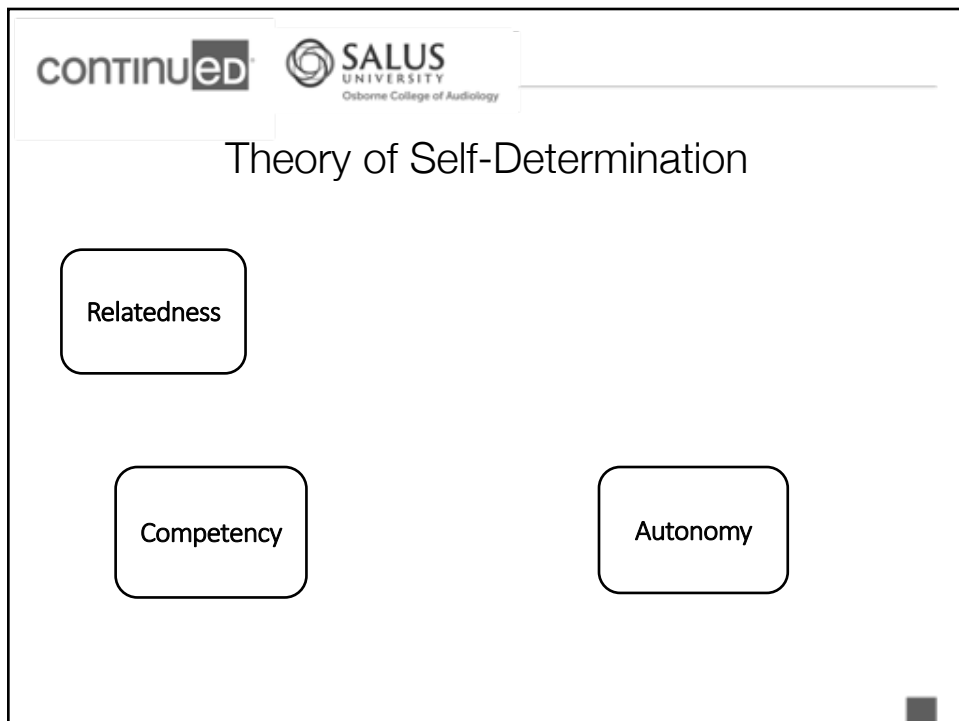 continued
SALUS
UNIVERSITY
Osborne College of Audiology
Theory of Self-Determination
Relatedness
Competency
Autonomy